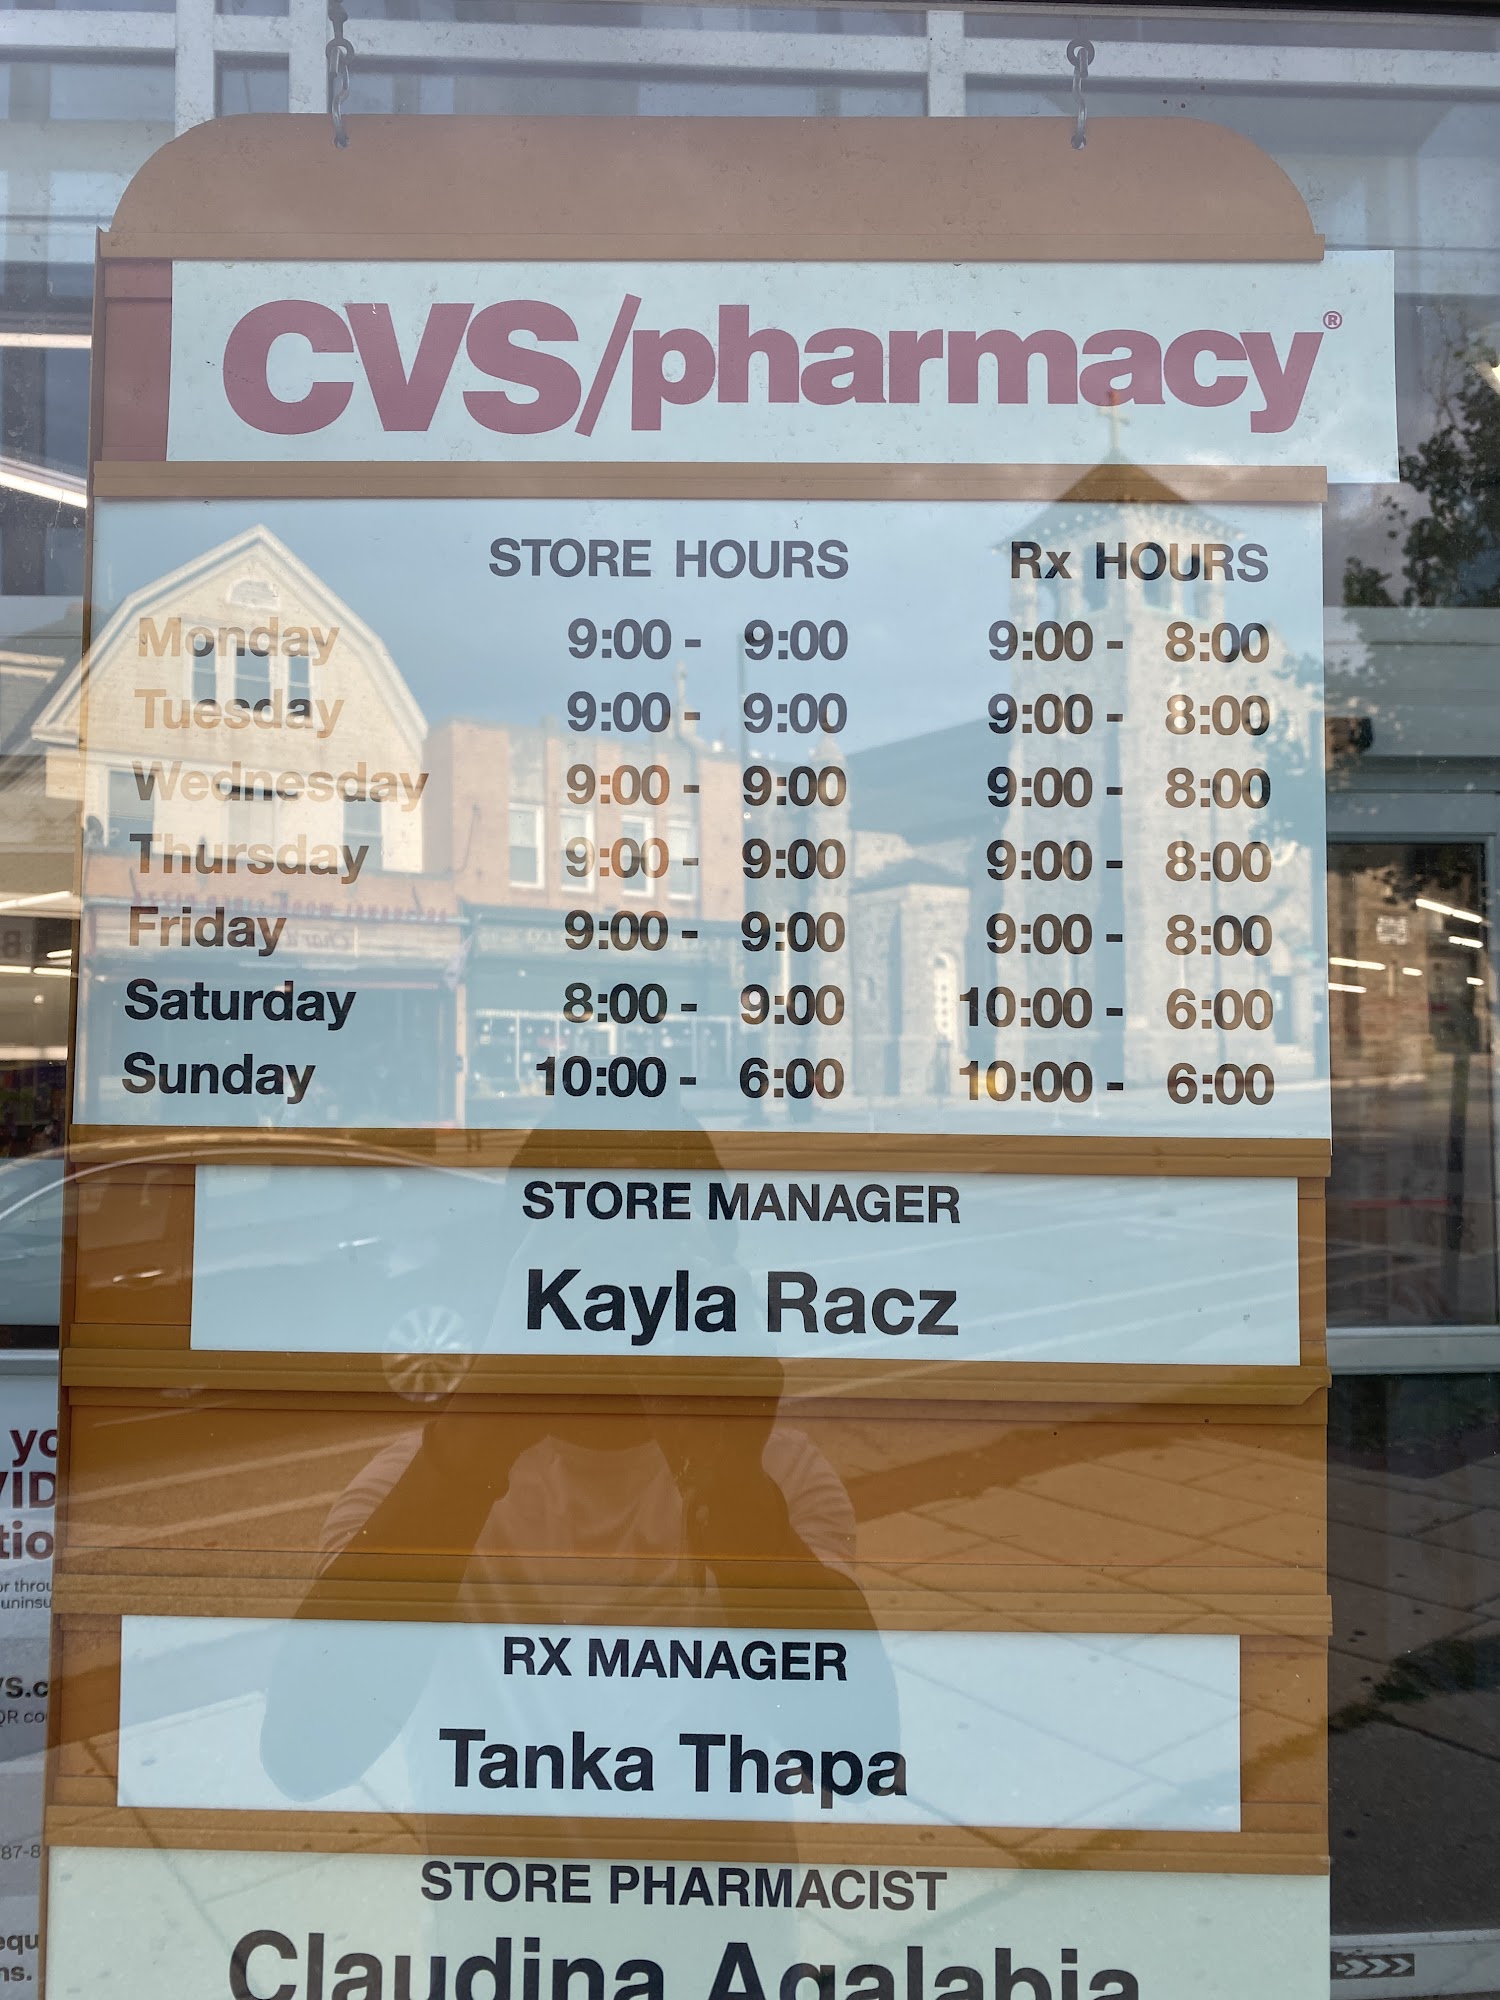 CVS/pharmacy®
STORE HOURS Rx HOURS
Monday 9:00 - 9:00 9:00 - 8:00
Tuesday 9:00 - 9:00 9:00 - 8:00
Wednesday 9:00 - 9:00 9:00 - 8:00
Thursday 9:00 - 9:00 9:00 - 8:00
Friday 9:00 - 9:00 9:00 - 8:00
Saturday 8:00 - 9:00 10:00 - 6:00
Sunday 10:00 - 6:00 10:00 - 6:00
STORE MANAGER
Kayla Racz
RX MANAGER
Tanka Thapa
STORE PHARMACIST
Claudina Agalabia